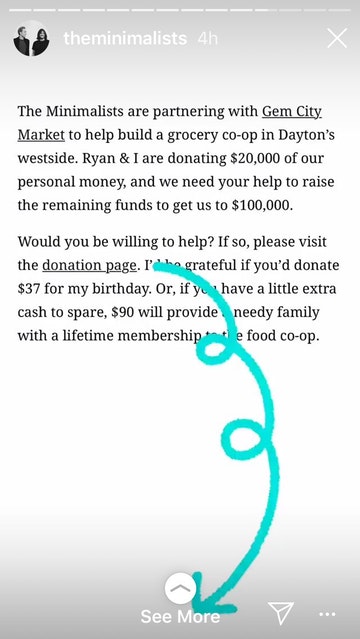 theminimalists 4h
The Minimalists are partnering with Gem City
Market to help build a grocery co-op in Dayton's
westside. Ryan & I are donating $20,000 of our
personal money, and we need your help to raise
the remaining funds to get us to $100,000.
Would you be willing to help? If so, please visit
the donation page. I'd be grateful if you'd donate
$37 for my birthday. Or, if you have a little extra
cash to spare, $90 will provide a needy family
with a lifetime membership to the food co-op.
See More